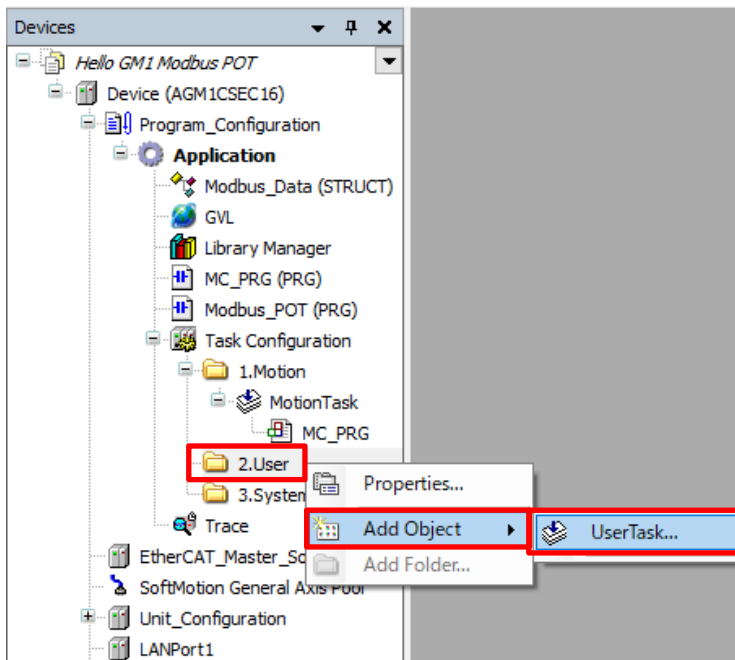 Devices
Hello GM1 Modbus POT
Device (AGM1CSEC16)
Program_Configuration
Application
Modbus_Data (STRUCT)
GVL
Library Manager
MC_PRG (PRG)
Modbus_POT (PRG)
Task Configuration
1.Motion
MotionTask
MC_PRG
2.User
Properties...
3.System
Trace
Add Object
UserTask...
EtherCAT_Master_So
Add Folder...
SoftMotion General Axis Pool
Unit_Configuration
LANPort1